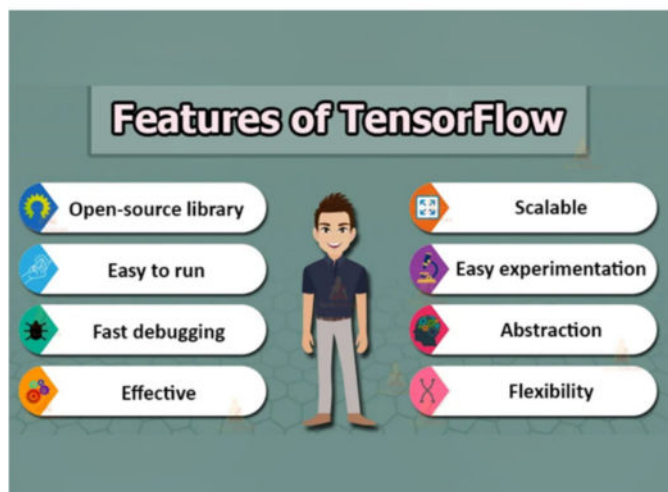 Features of TensorFlow
Open-source library
Easy to run
Fast debugging
Effective
Scalable
Easy experimentation
Abstraction
Flexibility